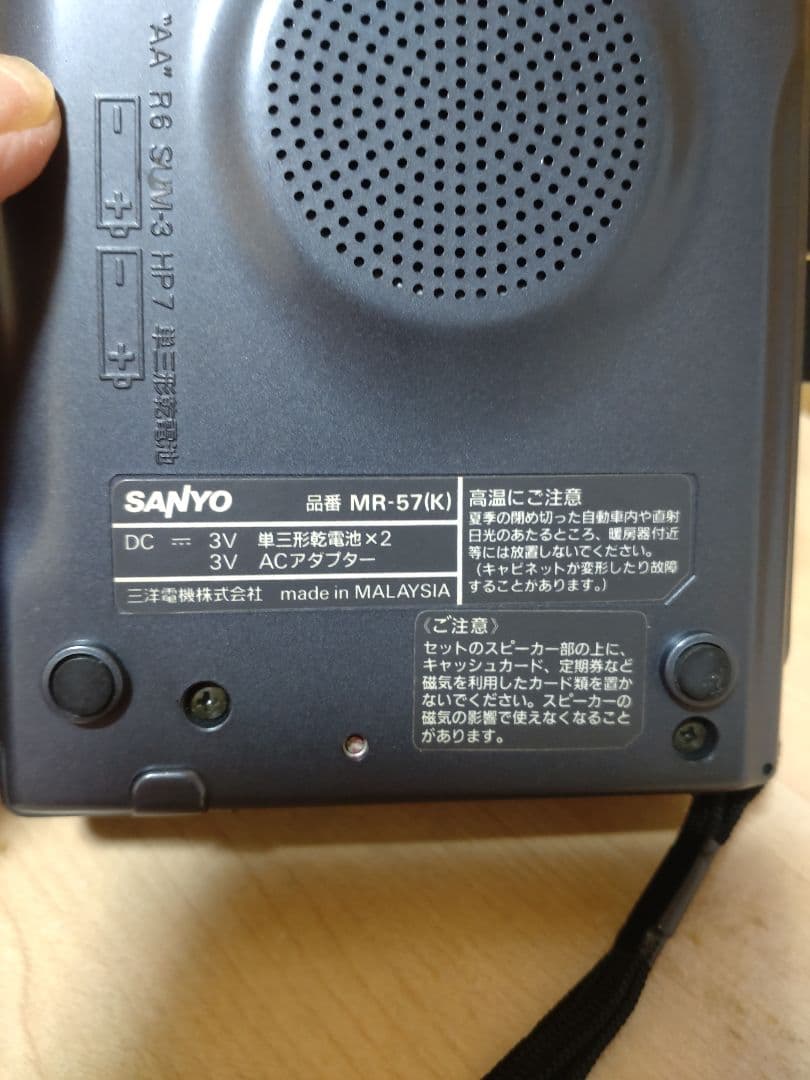 "AA" R6 SUM-3 HP7 単三形乾電池
SANYO 品番 MR-57(K)
DC ⎓ 3V 単三形乾電池×2
3V ACアダプター
三洋電機株式会社 made in MALAYSIA
高温にご注意
夏季の閉め切った自動車内や直射
日光のあたるところ、暖房器付近
等には放置しないでください。
(キャビネットが変形したり故障
することがあります。)
《ご注意》
セットのスピーカー部の上に、
キャッシュカード、定期券など
磁気を利用したカード類を置か
ないでください。スピーカーの
磁気の影響で使えなくなること
があります。